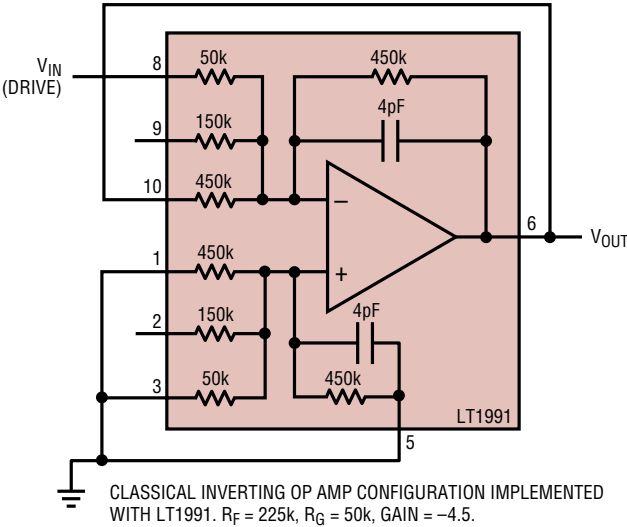 50k
450k
V_IN
(DRIVE)
8
4pF
150k
9
450k
10
–
6
V_OUT
450k
1
+
4pF
150k
2
50k
450k
3
LT1991
5
CLASSICAL INVERTING OP AMP CONFIGURATION IMPLEMENTED
WITH LT1991. R_F = 225k, R_G = 50k, GAIN = –4.5.